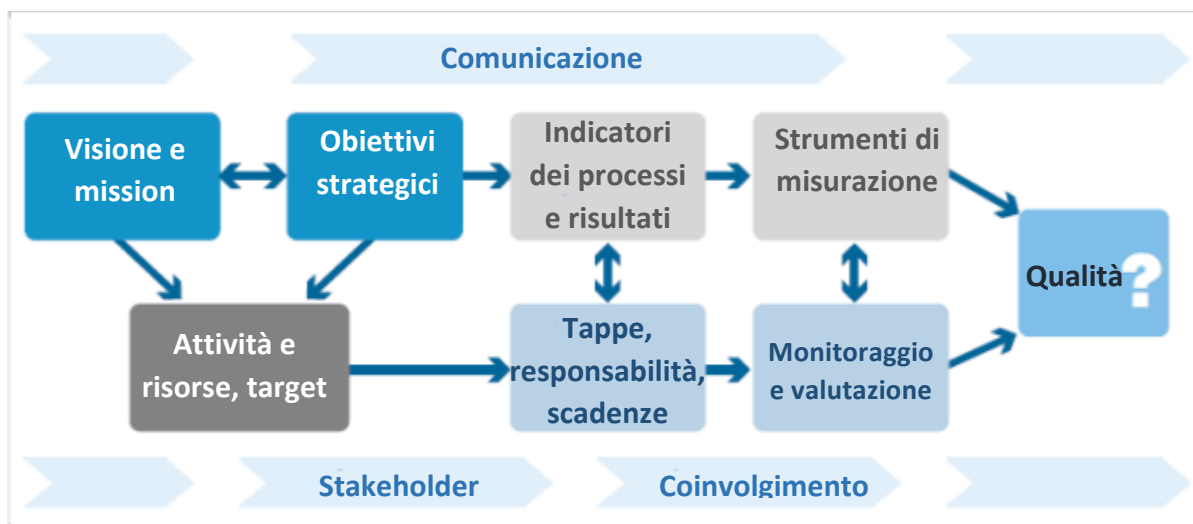 Comunicazione
Visione e
mission
Obiettivi
strategici
Indicatori
dei processi
e risultati
Strumenti di
misurazione
Qualità?
Attività e
risorse, target
Tappe,
responsabilità,
scadenze
Monitoraggio
e valutazione
Stakeholder
Coinvolgimento